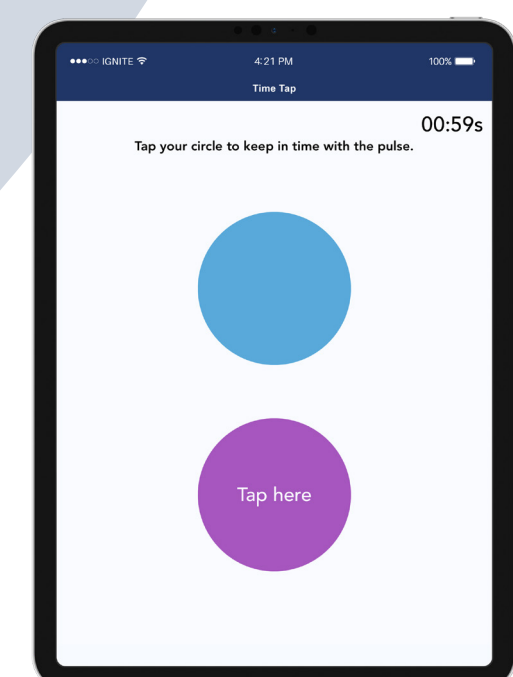 IGNITE 4:21 PM 100%
Time Tap
00:59s
Tap your circle to keep in time with the pulse.
Tap here